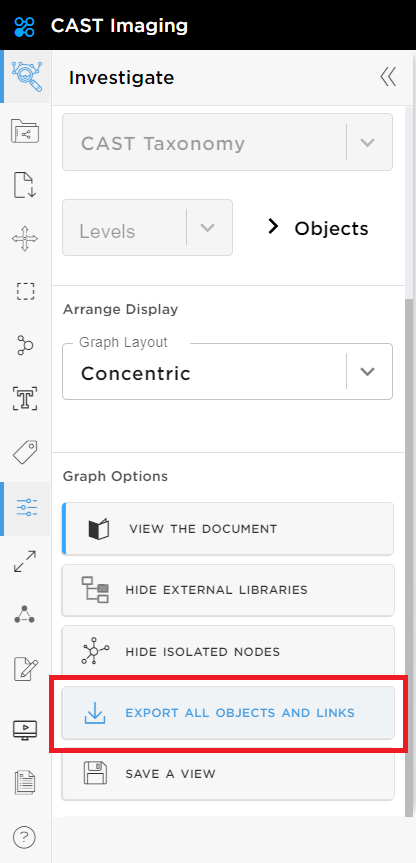 CAST Imaging
Investigate
CAST Taxonomy
Levels
Objects
Arrange Display
Graph Layout
Concentric
Graph Options
VIEW THE DOCUMENT
HIDE EXTERNAL LIBRARIES
HIDE ISOLATED NODES
EXPORT ALL OBJECTS AND LINKS
SAVE A VIEW